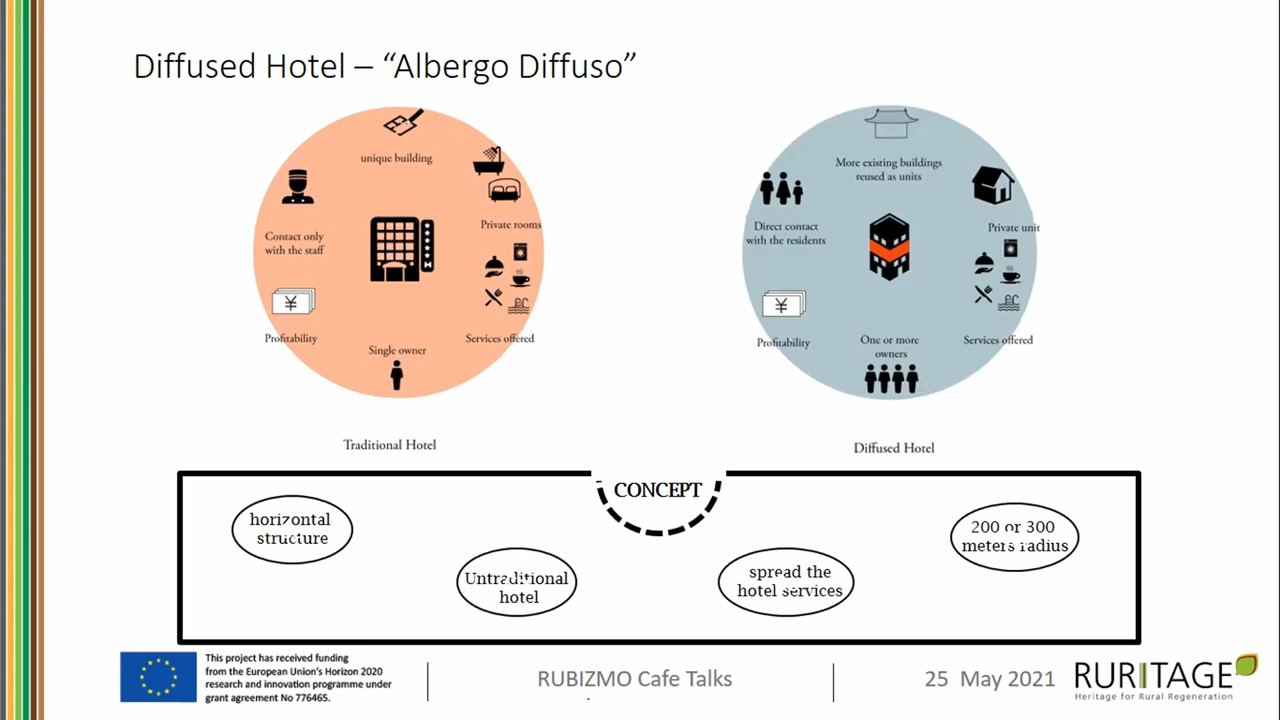 Diffused Hotel – “Albergo Diffuso”
unique building
Contact only
with the staff
Private rooms
¥
Profitability
Services offered
Single owner
Traditional Hotel
More existing buildings
reused as units
Direct contact
with the residents
Private unit
¥
Profitability
Services offered
One or more
owners
Diffused Hotel
CONCEPT
horizontal
structure
Untraditional
hotel
spread the
hotel services
200 or 300
meters radius
This project has received funding
from the European Union's Horizon 2020
research and innovation programme under
grant agreement No 776465.
RUBIZMO Cafe Talks
25 May 2021
RURITAGE
Heritage for Rural Regeneration